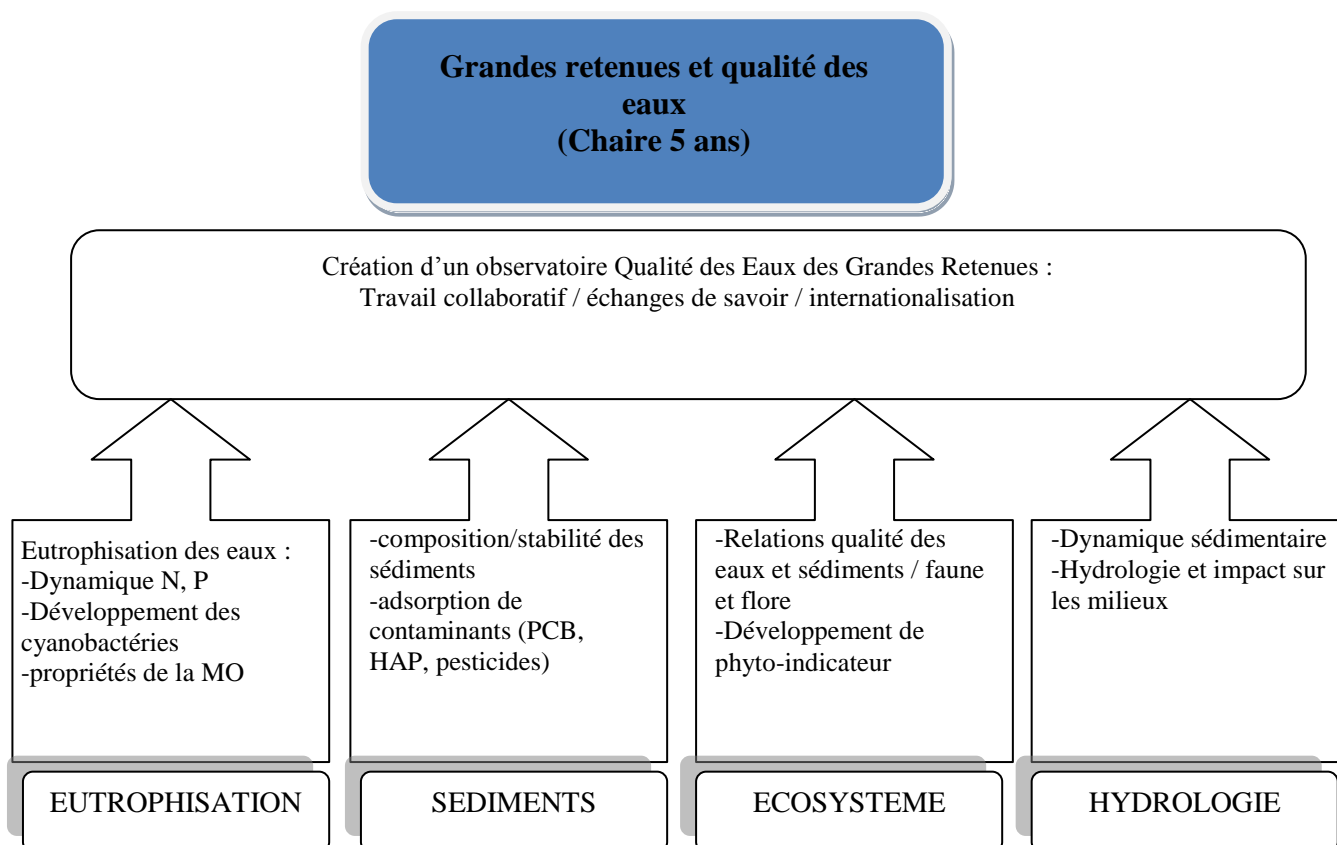 Grandes retenues et qualité des
eaux
(Chaire 5 ans)
Création d’un observatoire Qualité des Eaux des Grandes Retenues :
Travail collaboratif / échanges de savoir / internationalisation
Eutrophisation des eaux :
-Dynamique N, P
-Développement des
cyanobactéries
-propriétés de la MO
-composition/stabilité des
sédiments
-adsorption de
contaminants (PCB,
HAP, pesticides)
-Relations qualité des
eaux et sédiments / faune
et flore
-Développement de
phyto-indicateur
-Dynamique sédimentaire
-Hydrologie et impact sur
les milieux
EUTROPHISATION
SEDIMENTS
ECOSYSTEME
HYDROLOGIE